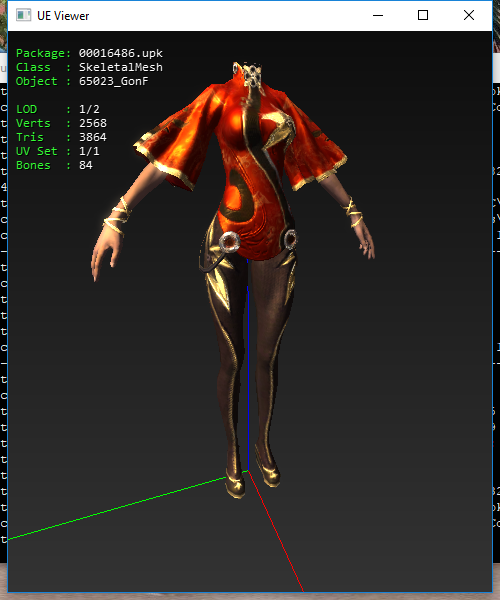 UE Viewer
Package: 00016486.upk
Class : SkeletalMesh
Object : 65023_GonF
LOD : 1/2
Verts : 2568
Tris : 3864
UV Set : 1/1
Bones : 84